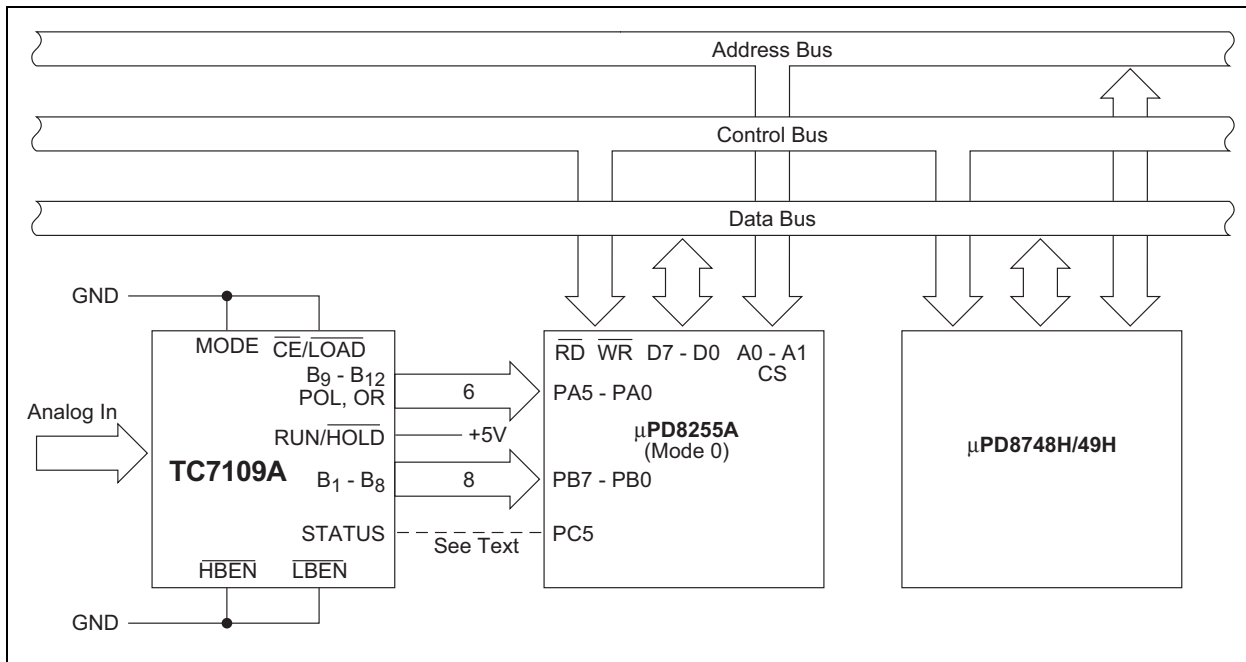 Address Bus
Control Bus
Data Bus
GND
MODE
CE/LOAD
B9 - B12
POL, OR
6
Analog In
RUN/HOLD
+5V
TC7109A
B1 - B8
8
STATUS
See Text
HBEN
LBEN
GND
RD WR D7 - D0 A0 - A1
CS
PA5 - PA0
μPD8255A
(Mode 0)
PB7 - PB0
PC5
μPD8748H/49H